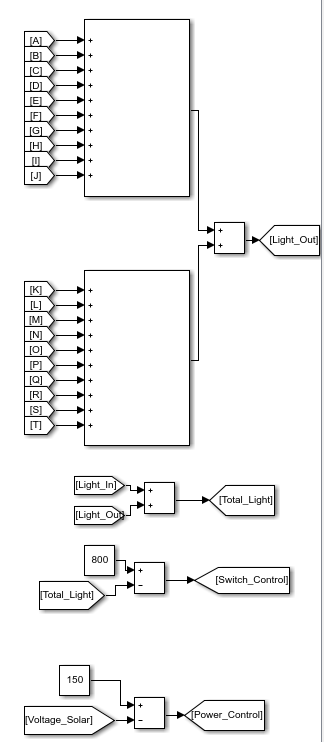 [A]
[B]
[C]
[D]
[E]
[F]
[G]
[H]
[I]
[J]
+
+
+
+
+
+
+
+
+
+
+
+
[Light_Out]
[K]
[L]
[M]
[N]
[O]
[P]
[Q]
[R]
[S]
[T]
+
+
+
+
+
+
+
+
+
+
[Light_In]
[Light_Out]
+
+
[Total_Light]
800
[Total_Light]
+
−
[Switch_Control]
150
[Voltage_Solar]
+
−
[Power_Control]